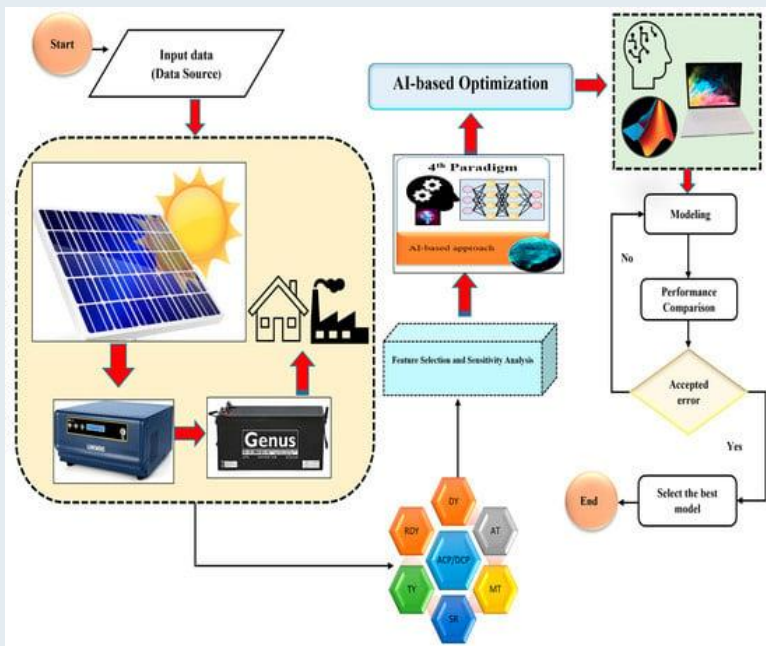 Start
Input data
(Data Source)
Genus
DY
RDY
AT
ACP/DCP
TY
MT
SR
Feature Selection and Sensitivity Analysis
4th Paradigm
AI-based approach
AI-based Optimization
Modeling
No
Performance
Comparison
Accepted
error
Yes
Select the best
model
End